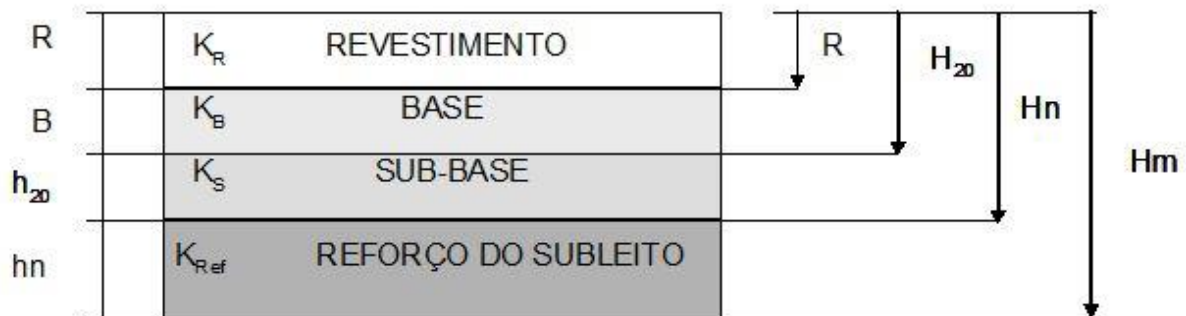 R K_R REVESTIMENTO R H_20 Hn Hm
B K_B BASE
h_20 K_S SUB-BASE
hn K_Ref REFORÇO DO SUBLEITO